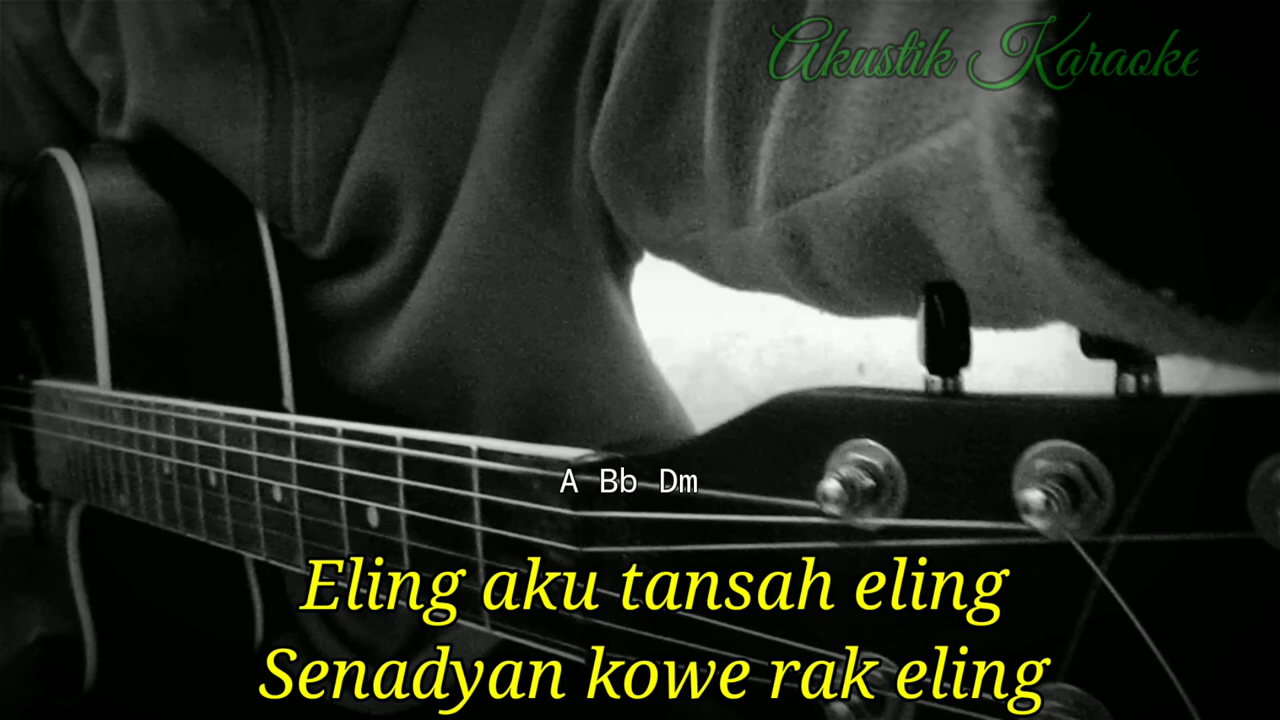 Akustik Karaoke
A Bb Dm
Eling aku tansah eling
Senadyan kowe rak eling